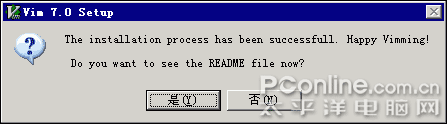 Vim 7.0 Setup
The installation process has been successfull. Happy Vimming!
Do you want to see the README file now?
是(Y) 否(N)
PConline.com.cn
太平洋电脑网